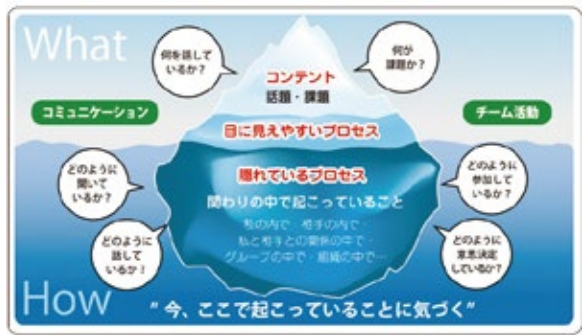 What
何を話して
いるか？
何が
課題か？
コンテント
話題・課題
コミュニケーション
チーム活動
目に見えやすいプロセス
どのように
聞いて
いるか？
隠れているプロセス
どのように
参加して
いるか？
関わりの中で起こっていること
私の内で・相手の内で・
私と相手との関係の中で・
グループの中で・組織の中で…
どのように
話して
いるか！
どのように
意思決定
しているか？
How
" 今、ここで起こっていることに気づく"